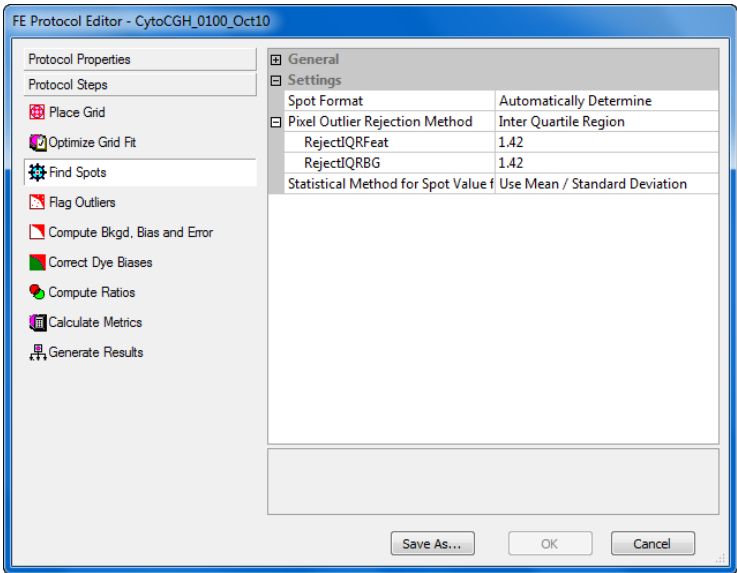 FE Protocol Editor - CytoCGH_0100_Oct10
Protocol Properties
Protocol Steps
Place Grid
Optimize Grid Fit
Find Spots
Flag Outliers
Compute Bkgd, Bias and Error
Correct Dye Biases
Compute Ratios
Calculate Metrics
Generate Results
General
Settings
Spot Format Automatically Determine
Pixel Outlier Rejection Method Inter Quartile Region
RejectIQRFeat 1.42
RejectIQRBG 1.42
Statistical Method for Spot Value f Use Mean / Standard Deviation
Save As... OK Cancel